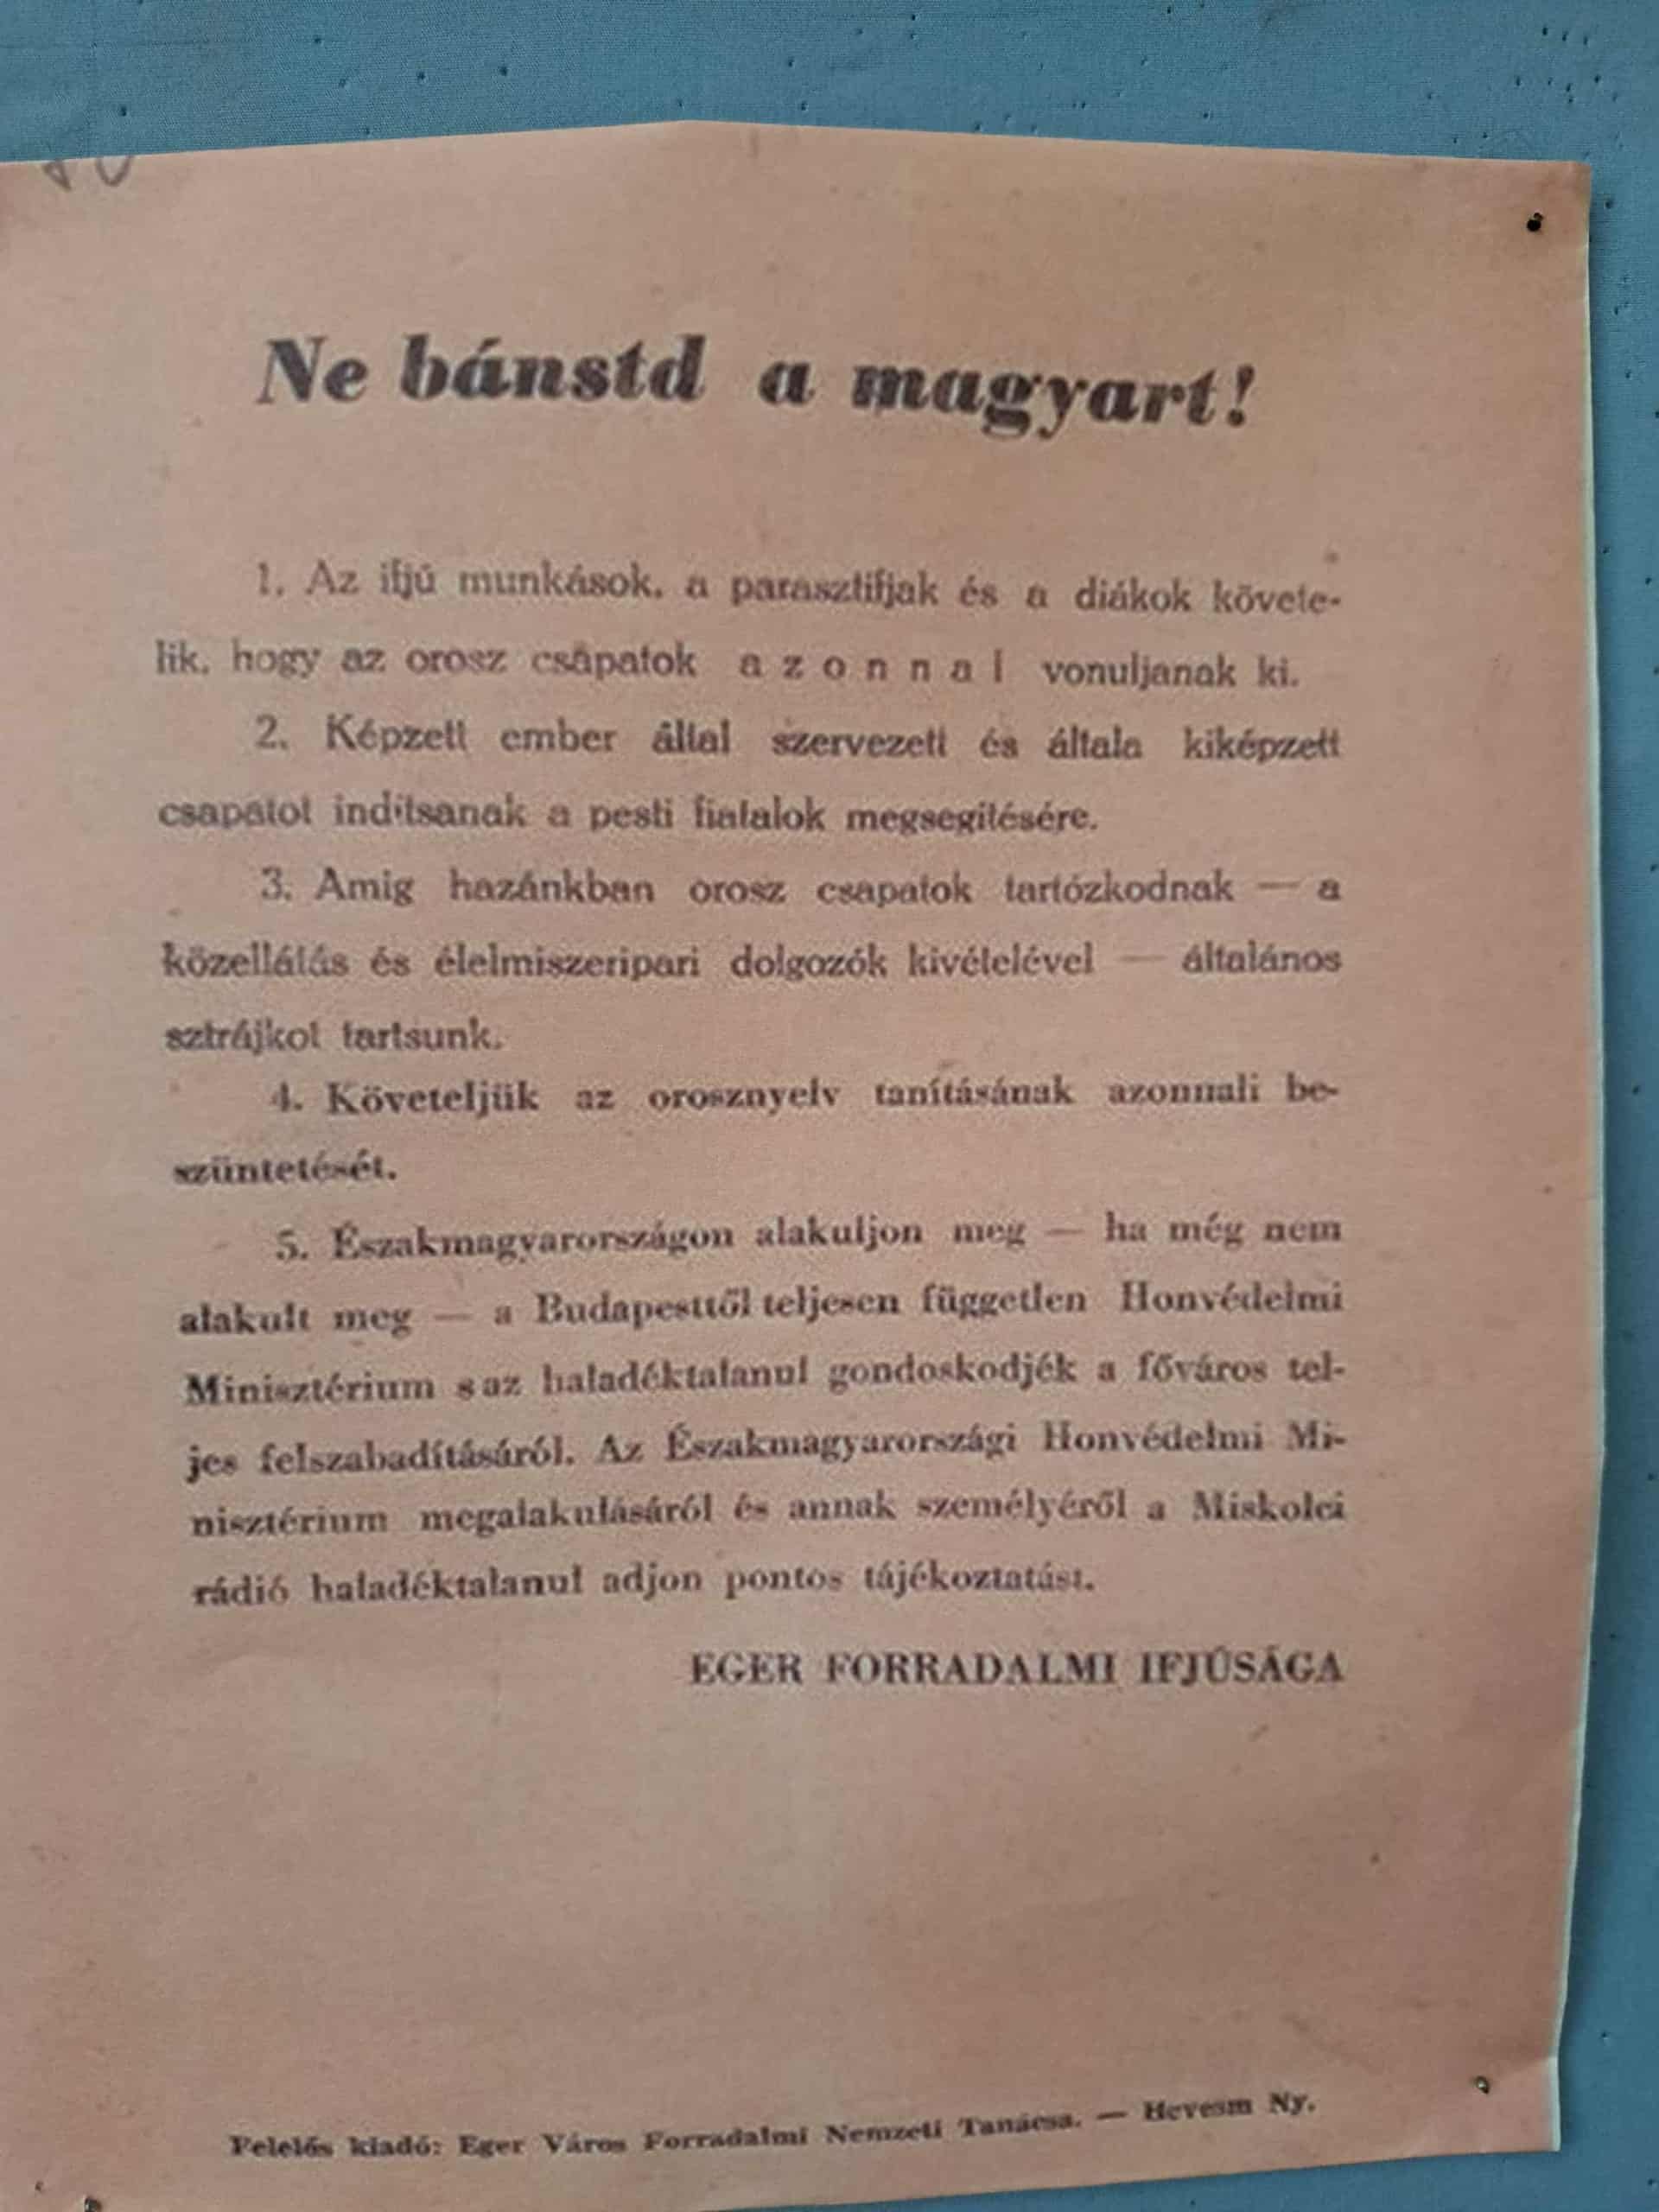 Ne bánstd a magyart!
1. Az ifjú munkások, a parasztifjak és a diákok követe-
lik, hogy az orosz csapatok azonnal vonuljanak ki.
2. Képzett ember által szervezett és általa kiképzett
csapatot indítsanak a pesti fiatalok megsegitésére.
3. Amig hazánkban orosz csapatok tartózkodnak — a
közellátás és élelmiszeripari dolgozók kivételével — általános
sztrájkot tartsunk.
4. Követeljük az orosznyelv tanításának azonnali be-
szüntetését.
5. Északmagyarországon alakuljon meg — ha még nem
alakult meg — a Budapesttől teljesen független Honvédelmi
Minisztérium s az haladéktalanul gondoskodjék a főváros tel-
jes felszabadításáról. Az Északmagyarországi Honvédelmi Mi-
nisztérium megalakulásáról és annak személyéről a Miskolci
rádió haladéktalanul adjon pontos tájékoztatást.
EGER FORRADALMI IFJÚSÁGA
Felelős kiadó: Eger Város Forradalmi Nemzeti Tanácsa. — Hevesm Ny.